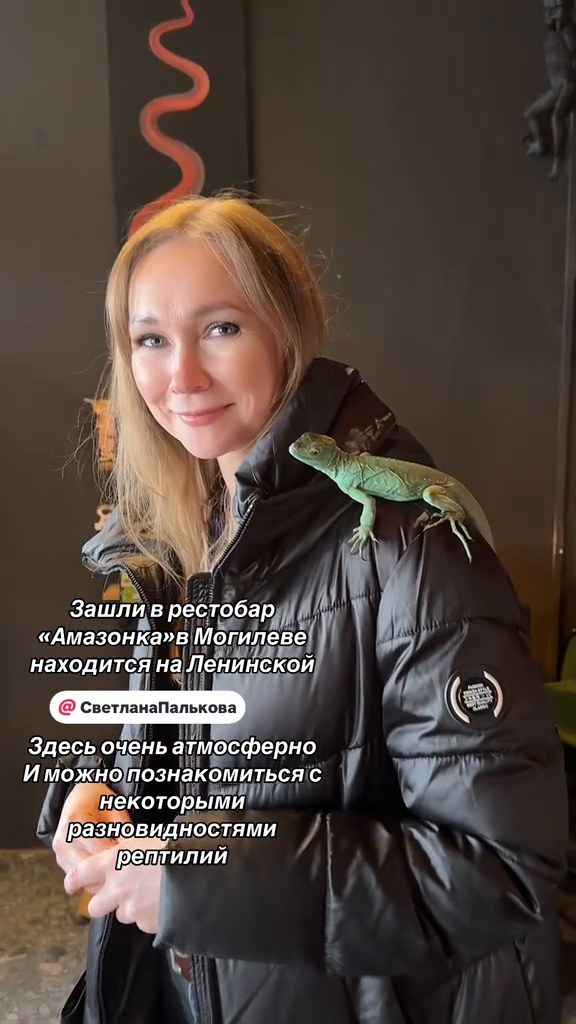 Зашли в рестобар
«Амазонка»в Могилеве
находится на Ленинской
@ СветланаПалькова
Здесь очень атмосферно
И можно познакомиться с
некоторыми
разновидностями
рептилий